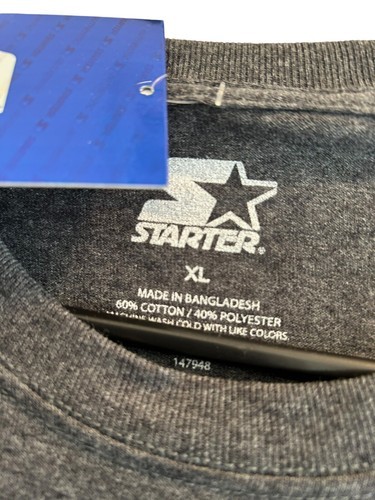 STARTER®
XL
MADE IN BANGLADESH
60% COTTON / 40% POLYESTER
MACHINE WASH COLD WITH LIKE COLORS.
147948